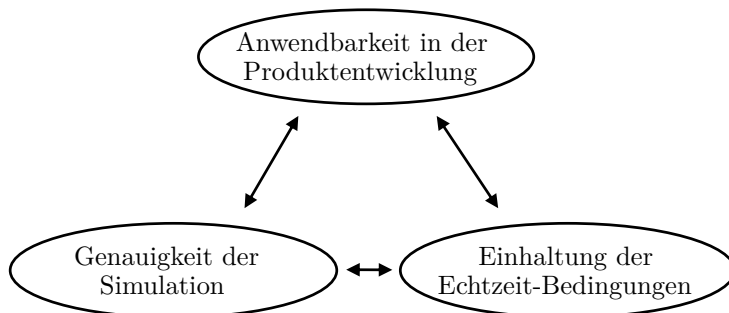 Anwendbarkeit in der
Produktentwicklung
Genauigkeit der
Simulation
Einhaltung der
Echtzeit-Bedingungen